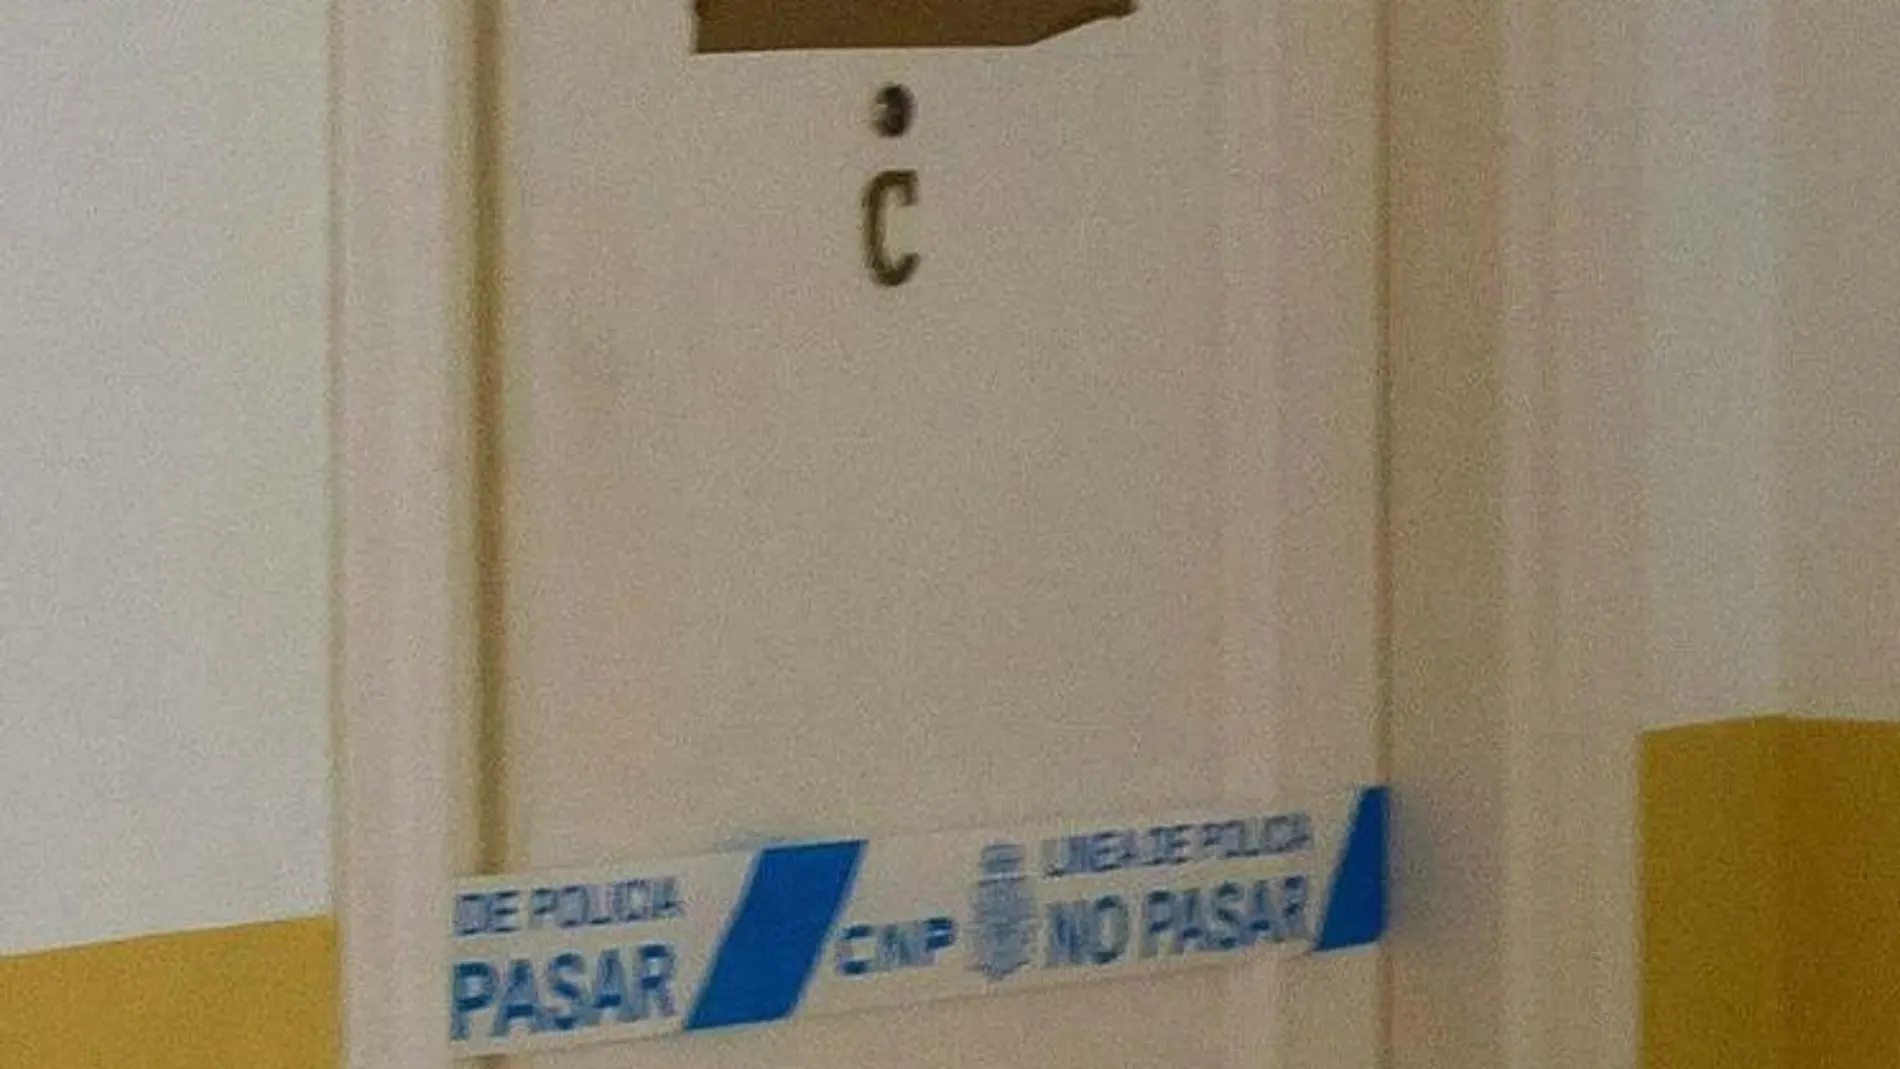 C
DE POLICIA
PASAR
CNP
LINEA DE POLICIA
NO PASAR